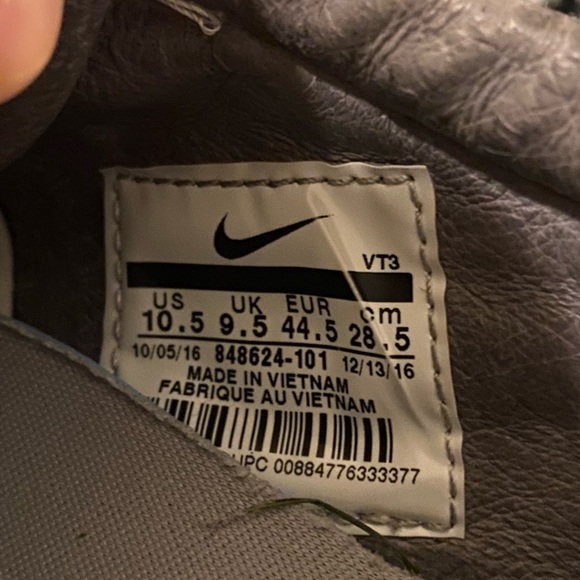 VT3
US UK EUR cm
10.5 9.5 44.5 28.5
10/05/16 848624-101 12/13/16
MADE IN VIETNAM
FABRIQUE AU VIETNAM
UPC 00884776333377